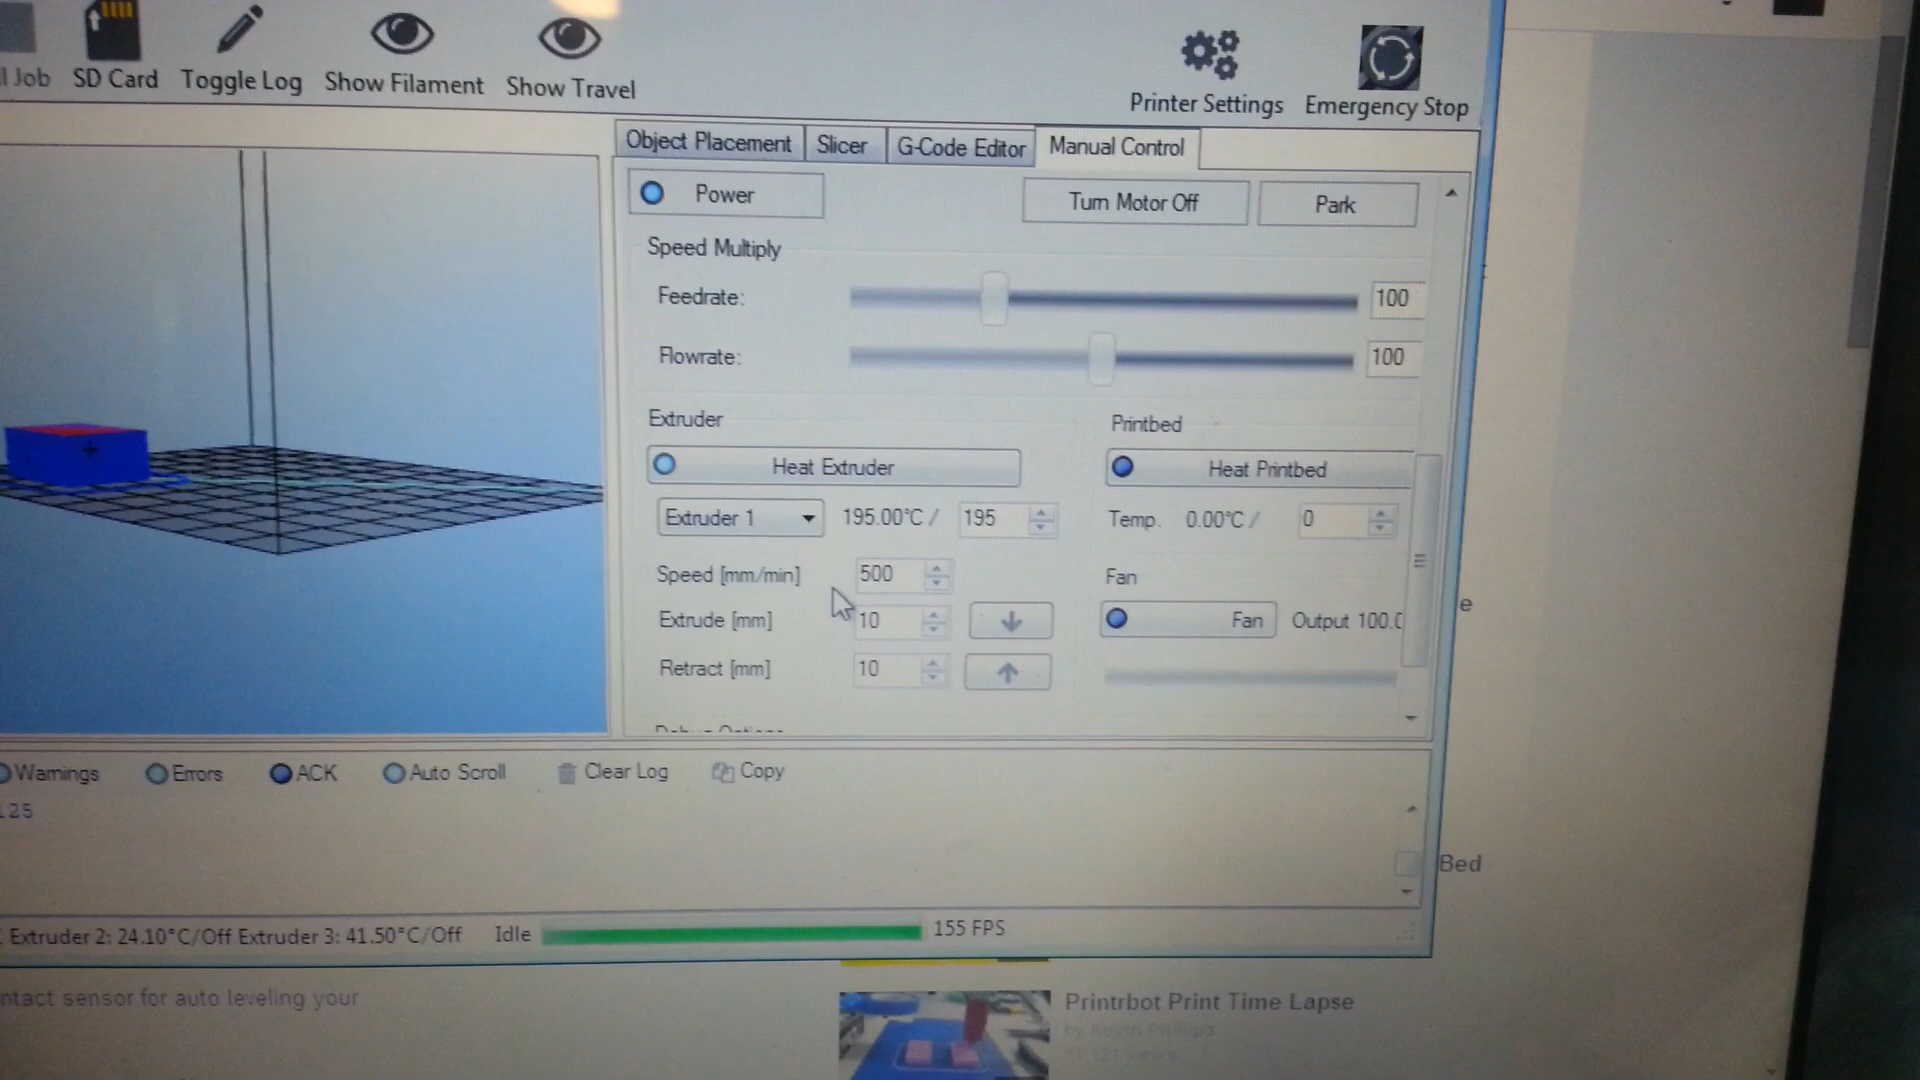 l Job SD Card Toggle Log Show Filament Show Travel
Printer Settings Emergency Stop
Object Placement Slicer G-Code Editor Manual Control
Power Turn Motor Off Park
Speed Multiply
Feedrate: 100
Flowrate: 100
Extruder Printbed
Heat Extruder Heat Printbed
Extruder 1 195.00°C / 195 Temp. 0.00°C / 0
Speed [mm/min] 500 Fan
Extrude [mm] 10 Fan Output 100.0
Retract [mm] 10
Warnings Errors ACK Auto Scroll Clear Log Copy
.25
e
Bed
Extruder 2: 24.10°C/Off Extruder 3: 41.50°C/Off Idle 155 FPS
ntact sensor for auto leveling your
Printrbot Print Time Lapse
by Kevin Phillips